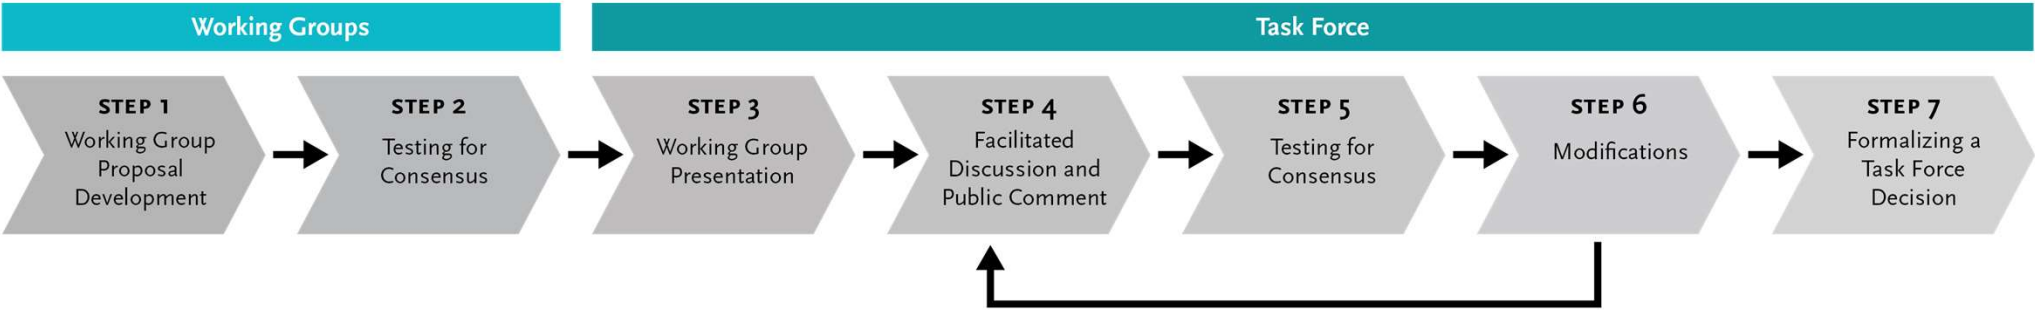 Working Groups
Task Force
STEP 1
Working Group
Proposal
Development
STEP 2
Testing for
Consensus
STEP 3
Working Group
Presentation
STEP 4
Facilitated
Discussion and
Public Comment
STEP 5
Testing for
Consensus
STEP 6
Modifications
STEP 7
Formalizing a
Task Force
Decision